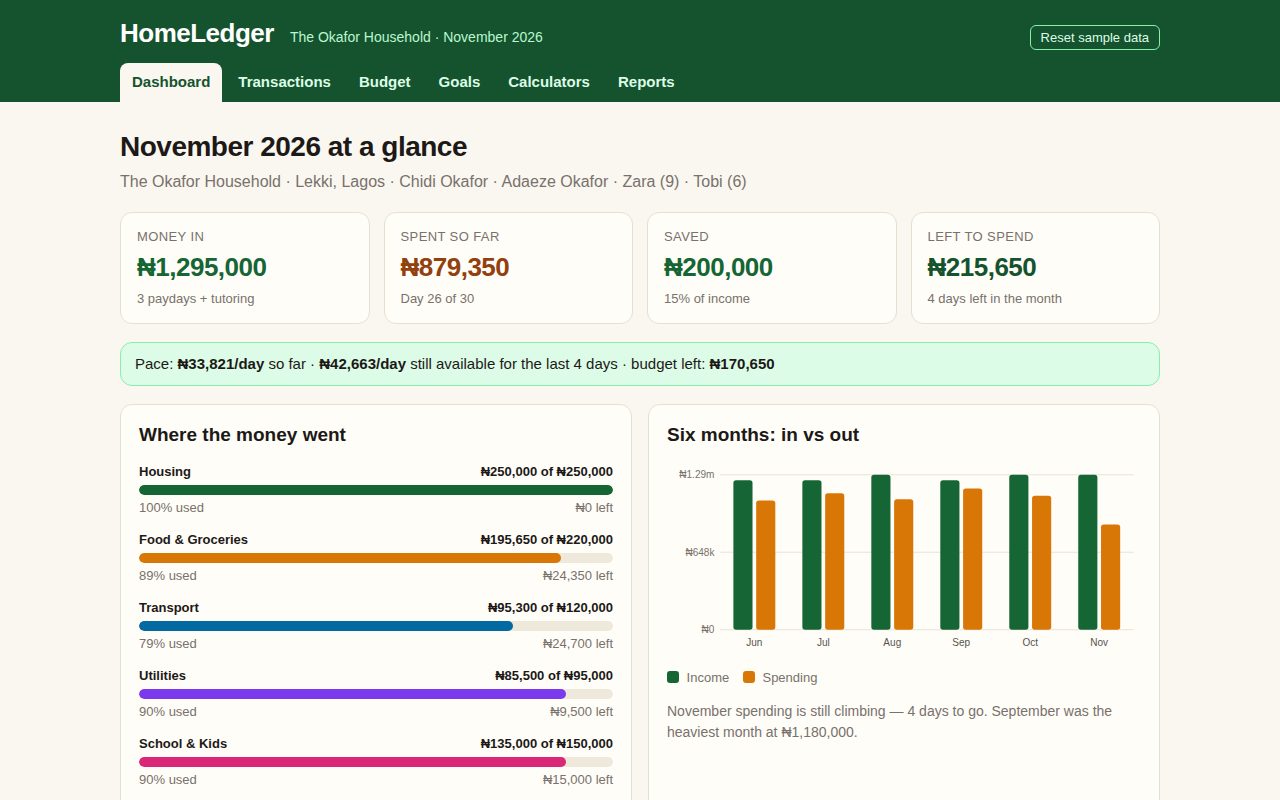 HomeLedger
The Okafor Household · November 2026
Reset sample data
Dashboard
Transactions
Budget
Goals
Calculators
Reports
November 2026 at a glance
The Okafor Household · Lekki, Lagos · Chidi Okafor · Adaeze Okafor · Zara (9) · Tobi (6)
MONEY IN
₦1,295,000
3 paydays + tutoring
SPENT SO FAR
₦879,350
Day 26 of 30
SAVED
₦200,000
15% of income
LEFT TO SPEND
₦215,650
4 days left in the month
Pace: ₦33,821/day so far · ₦42,663/day still available for the last 4 days · budget left: ₦170,650
Where the money went
Housing ₦250,000 of ₦250,000
100% used ₦0 left
Food & Groceries ₦195,650 of ₦220,000
89% used ₦24,350 left
Transport ₦95,300 of ₦120,000
79% used ₦24,700 left
Utilities ₦85,500 of ₦95,000
90% used ₦9,500 left
School & Kids ₦135,000 of ₦150,000
90% used ₦15,000 left
Six months: in vs out
₦1.29m
₦648k
₦0
Jun Jul Aug Sep Oct Nov
Income Spending
November spending is still climbing — 4 days to go. September was the
heaviest month at ₦1,180,000.